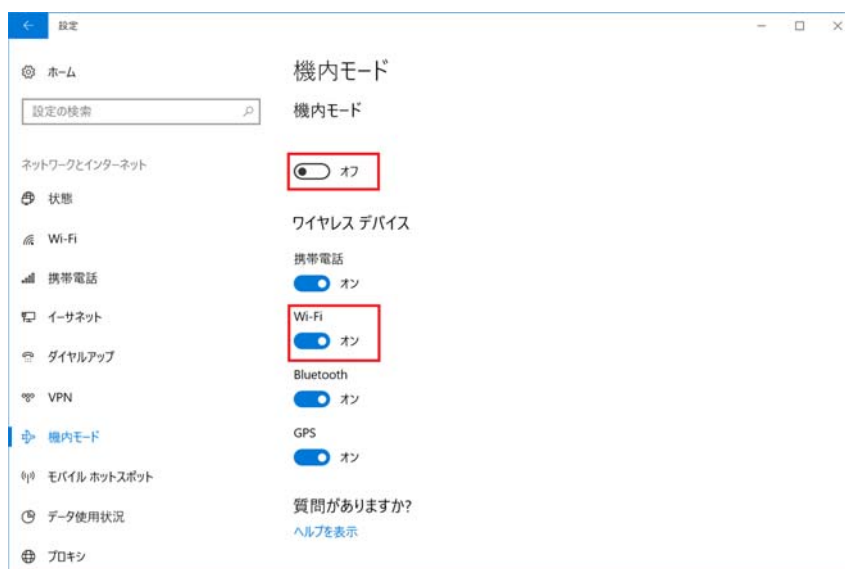 設定
ホーム
設定の検索
ネットワークとインターネット
状態
Wi-Fi
携帯電話
イーサネット
ダイヤルアップ
VPN
機内モード
モバイル ホットスポット
データ使用状況
プロキシ
機内モード
機内モード
オフ
ワイヤレス デバイス
携帯電話
オン
Wi-Fi
オン
Bluetooth
オン
GPS
オン
質問がありますか?
ヘルプを表示